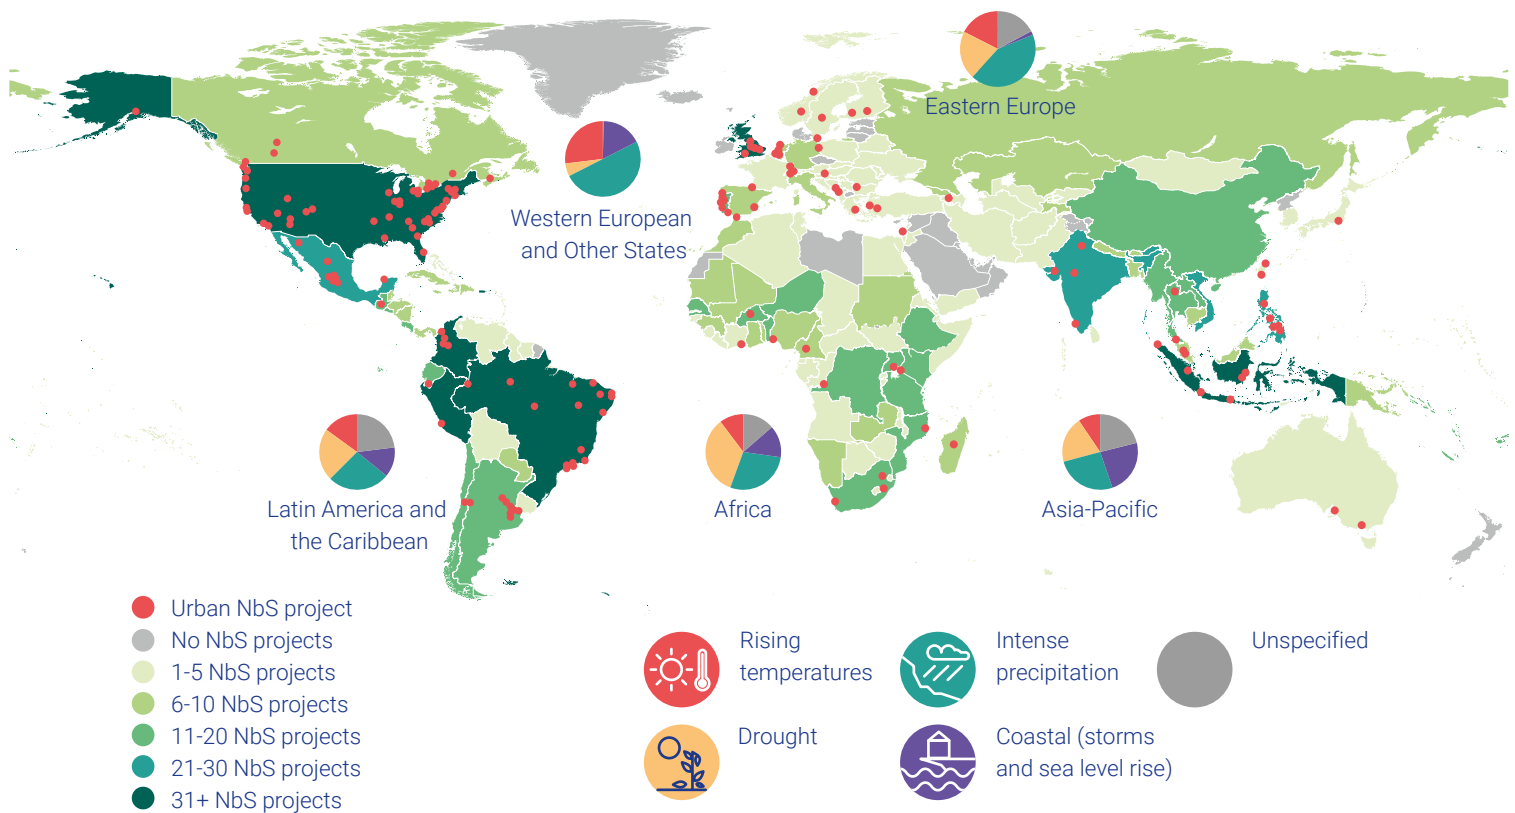 Eastern Europe
Western European
and Other States
Latin America and
the Caribbean
Africa
Asia-Pacific
Urban NbS project
No NbS projects
1-5 NbS projects
6-10 NbS projects
11-20 NbS projects
21-30 NbS projects
31+ NbS projects
Rising
temperatures
Drought
Intense
precipitation
Coastal (storms
and sea level rise)
Unspecified